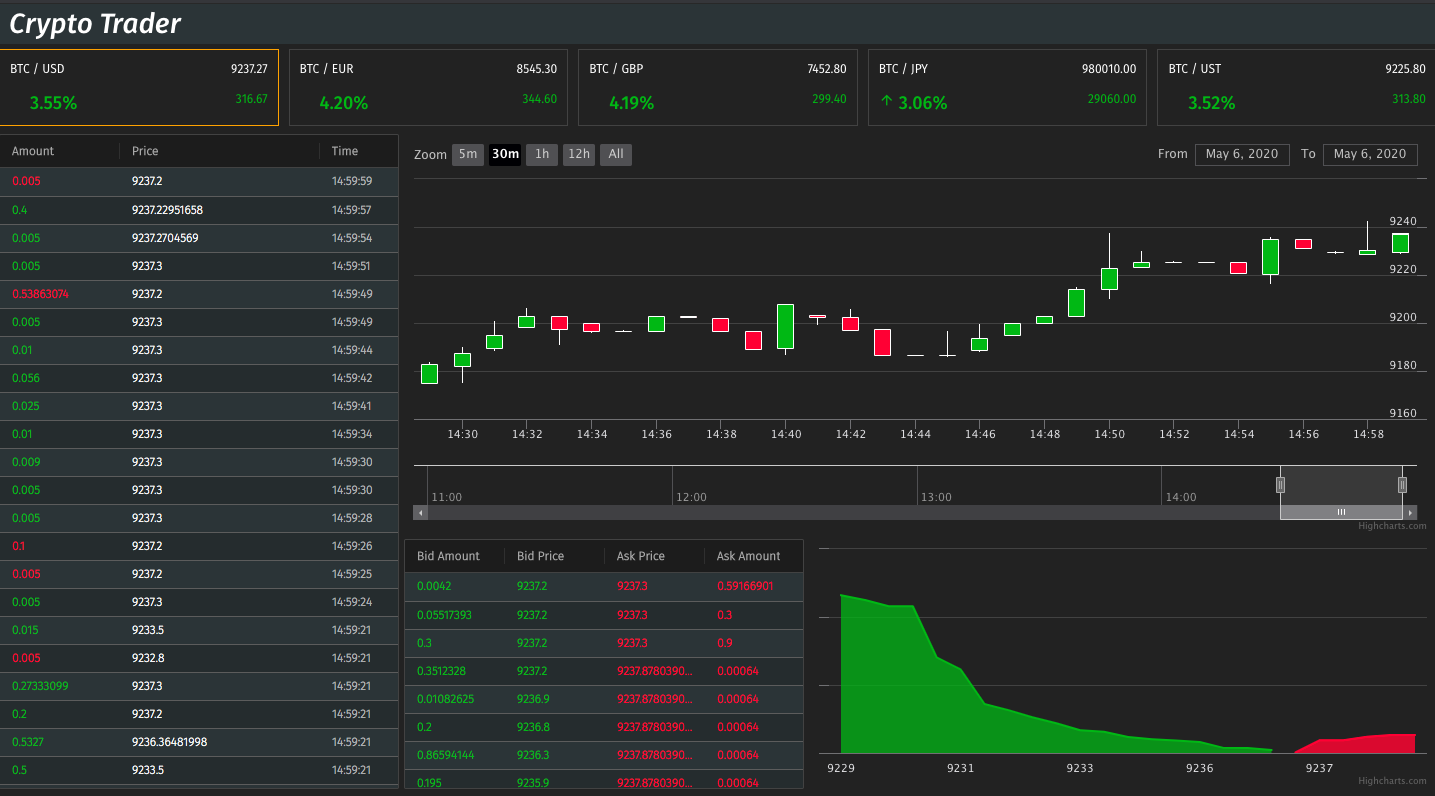 Crypto Trader
BTC / USD 9237.27
3.55% 316.67
BTC / EUR 8545.30
4.20% 344.60
BTC / GBP 7452.80
4.19% 299.40
BTC / JPY 980010.00
↑ 3.06% 29060.00
BTC / UST 9225.80
3.52% 313.80
Amount Price Time
0.005 9237.2 14:59:59
0.4 9237.22951658 14:59:57
0.005 9237.2704569 14:59:54
0.005 9237.3 14:59:51
0.53863074 9237.2 14:59:49
0.005 9237.3 14:59:49
0.01 9237.3 14:59:44
0.056 9237.3 14:59:42
0.025 9237.3 14:59:41
0.01 9237.3 14:59:34
0.009 9237.3 14:59:30
0.005 9237.3 14:59:30
0.005 9237.3 14:59:28
0.1 9237.2 14:59:26
0.005 9237.2 14:59:25
0.005 9237.3 14:59:24
0.015 9233.5 14:59:21
0.005 9232.8 14:59:21
0.27333099 9237.3 14:59:21
0.2 9237.2 14:59:21
0.5327 9236.36481998 14:59:21
0.5 9233.5 14:59:21
Zoom 5m 30m 1h 12h All
From May 6, 2020 To May 6, 2020
9240
9220
9200
9180
9160
14:30 14:32 14:34 14:36 14:38 14:40 14:42 14:44 14:46 14:48 14:50 14:52 14:54 14:56 14:58
11:00 12:00 13:00 14:00
Highcharts.com
Bid Amount Bid Price Ask Price Ask Amount
0.0042 9237.2 9237.3 0.59166901
0.05517393 9237.2 9237.3 0.3
0.3 9237.2 9237.3 0.9
0.3512328 9237.2 9237.8780390... 0.00064
0.01082625 9236.9 9237.8780390... 0.00064
0.2 9236.8 9237.8780390... 0.00064
0.86594144 9236.3 9237.8780390... 0.00064
0.195 9235.9 9237.8780390... 0.00064
9229 9231 9233 9236 9237
Highcharts.com